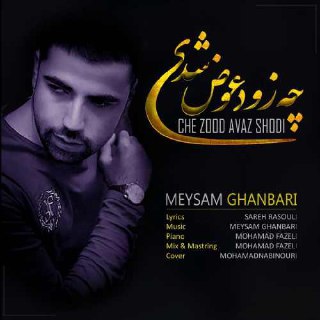 چه زود عوض شدی
CHE ZOOD AVAZ SHODI
MEYSAM GHANBARI
Lyrics SAREH RASOULI
Music MEYSAM GHANBARI
Piano MOHAMAD FAZELI
Mix & Mastring MOHAMAD FAZELI
Cover MOHAMADNABINOURI